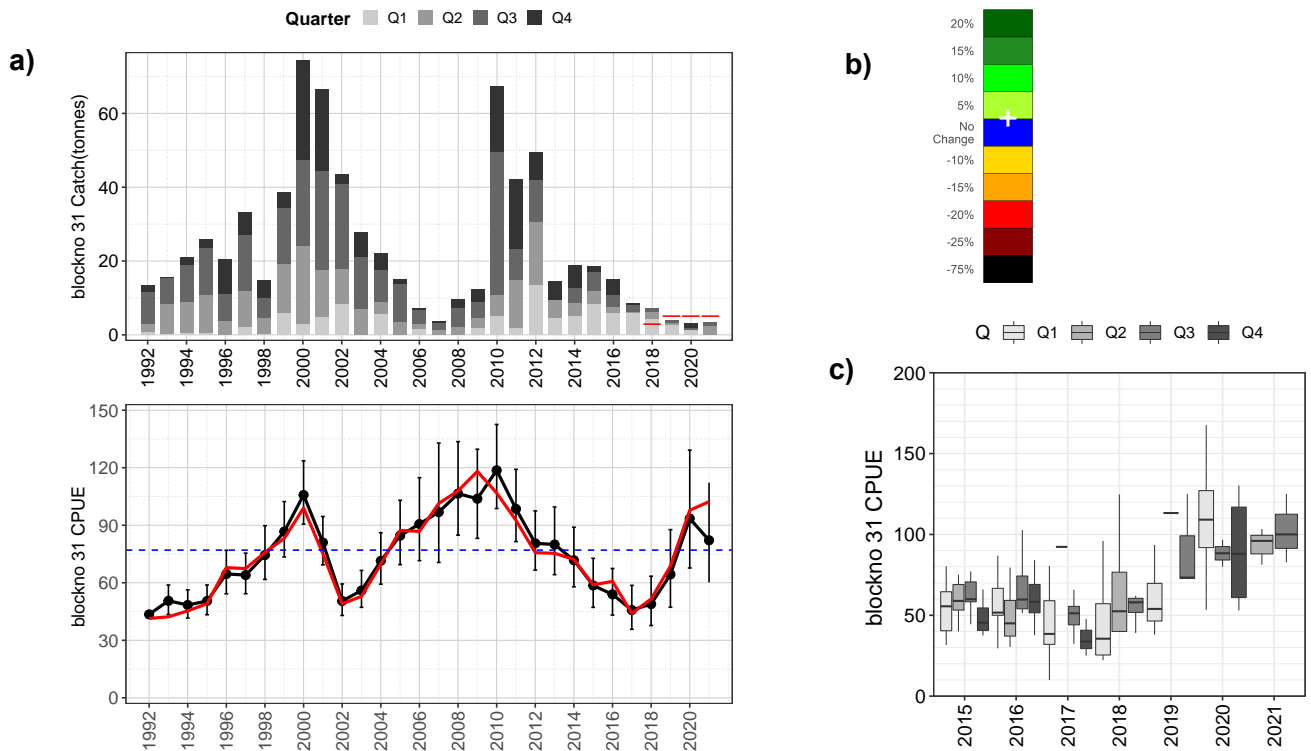 Quarter Q1 Q2 Q3 Q4
a)
blockno 31 Catch(tonnes)
60
40
20
0
1992 1994 1996 1998 2000 2002 2004 2006 2008 2010 2012 2014 2016 2018 2020
blockno 31 CPUE
150
120
90
60
30
0
1992 1994 1996 1998 2000 2002 2004 2006 2008 2010 2012 2014 2016 2018 2020
b)
20%
15%
10%
5%
No
Change
-10%
-15%
-20%
-25%
-75%
Q Q1 Q2 Q3 Q4
c)
blockno 31 CPUE
200
150
100
50
0
2015 2016 2017 2018 2019 2020 2021